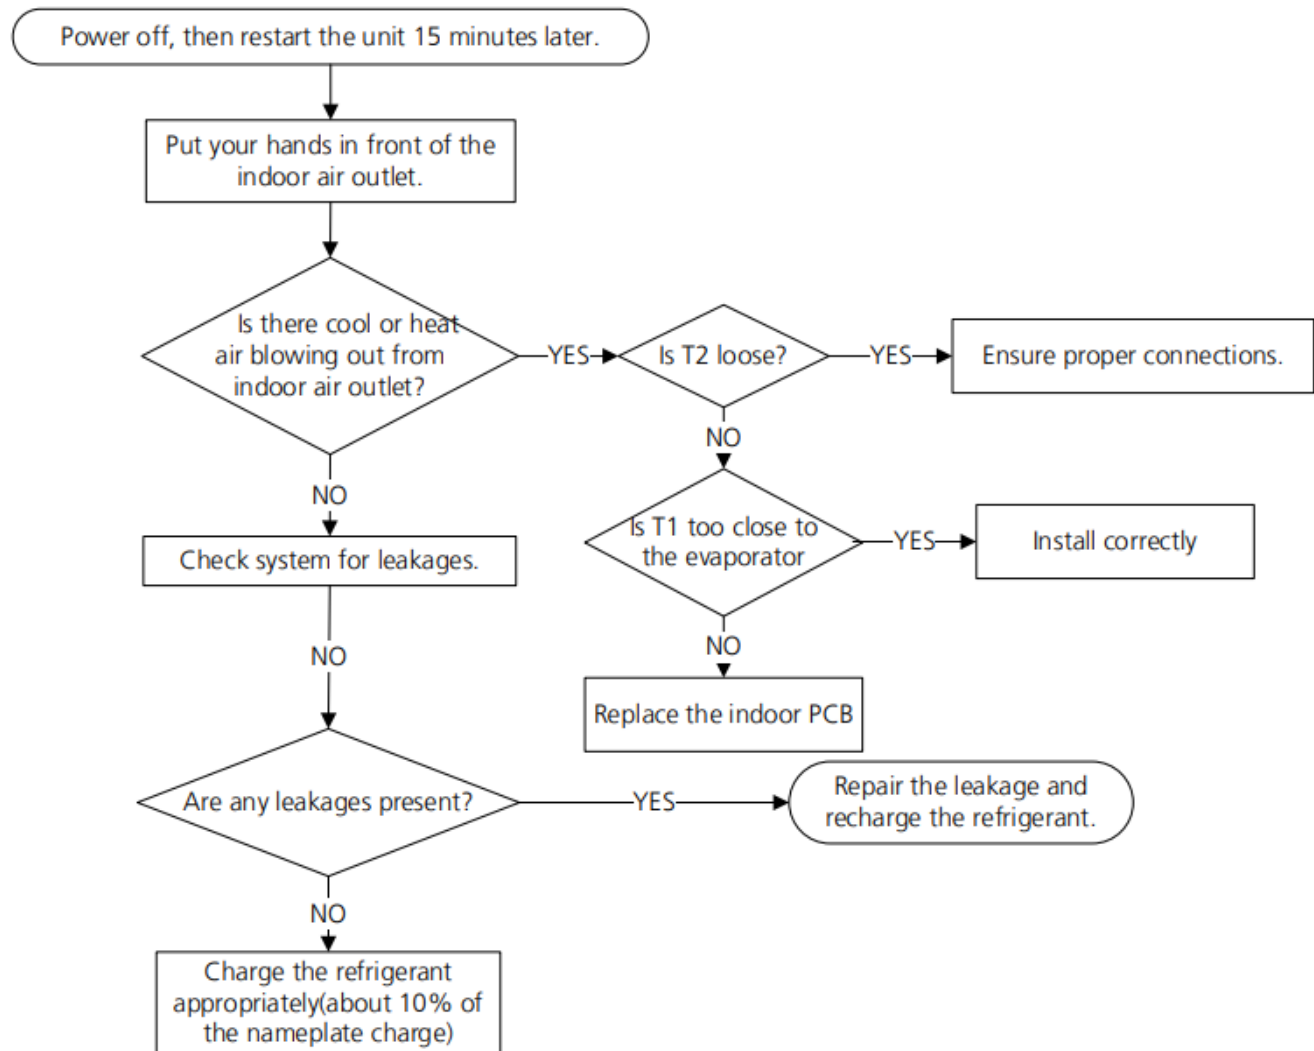 Power off, then restart the unit 15 minutes later.
Put your hands in front of the
indoor air outlet.
Is there cool or heat
air blowing out from
indoor air outlet?
YES
Is T2 loose?
YES
Ensure proper connections.
NO
NO
Is T1 too close to
the evaporator
YES
Install correctly
Check system for leakages.
NO
NO
Replace the indoor PCB
Are any leakages present?
YES
Repair the leakage and
recharge the refrigerant.
NO
Charge the refrigerant
appropriately(about 10% of
the nameplate charge)